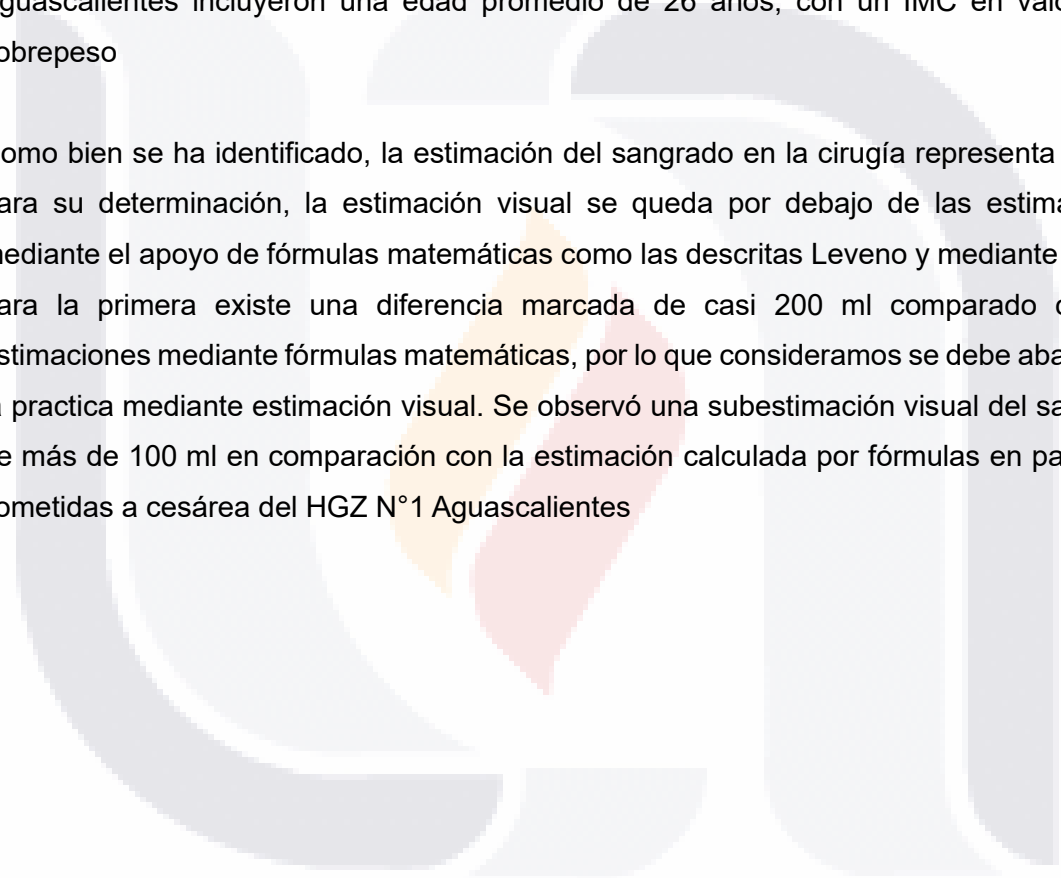 guascalientes incluyeron una edad promedio de 26 años, con un IMC en valo
obrepeso
omo bien se ha identificado, la estimación del sangrado en la cirugía representa
ara su determinación, la estimación visual se queda por debajo de las estima
nediante el apoyo de fórmulas matemáticas como las descritas Leveno y mediante
ara la primera existe una diferencia marcada de casi 200 ml comparado c
stimaciones mediante fórmulas matemáticas, por lo que consideramos se debe aba
a practica mediante estimación visual. Se observó una subestimación visual del sa
e más de 100 ml en comparación con la estimación calculada por fórmulas en pa
ometidas a cesárea del HGZ N°1 Aguascalientes